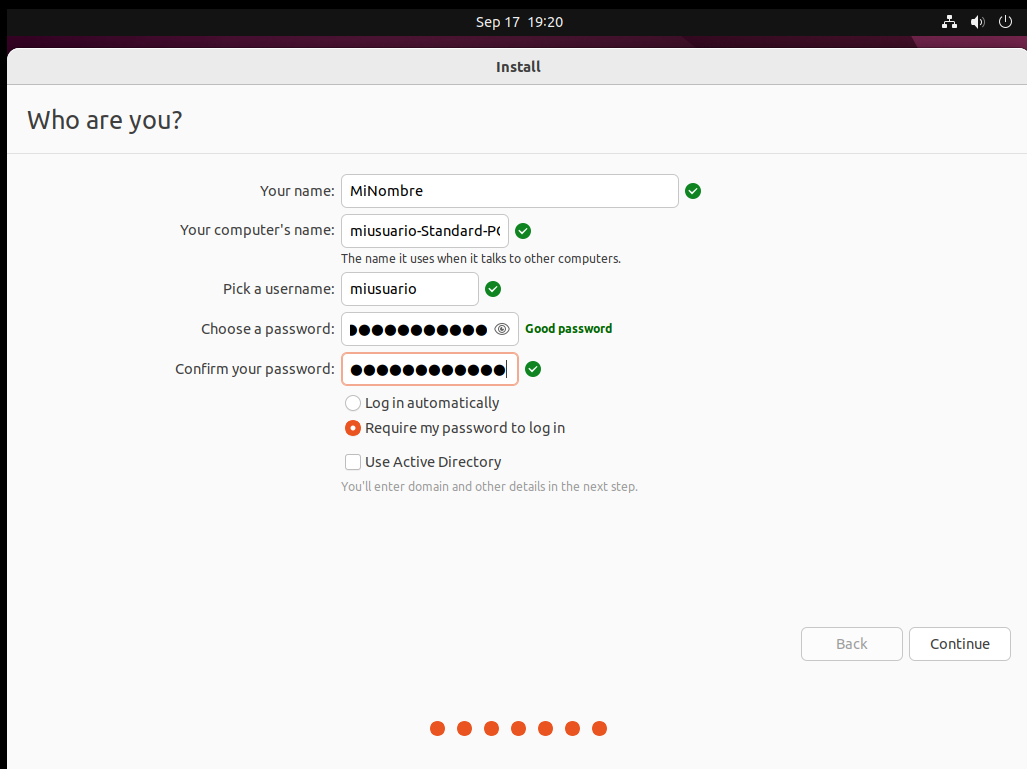 Sep 17 19:20
Install
Who are you?
Your name: MiNombre
Your computer's name: miusuario-Standard-PC
The name it uses when it talks to other computers.
Pick a username: miusuario
Choose a password: ●●●●●●●●●●● Good password
Confirm your password: ●●●●●●●●●●●●
Log in automatically
Require my password to log in
Use Active Directory
You'll enter domain and other details in the next step.
Back Continue